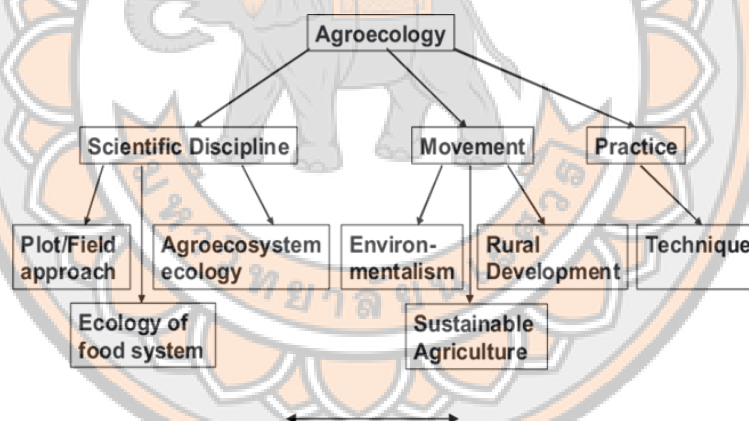 Agroecology
Scientific Discipline
Movement
Practice
Plot/Field
approach
Agroecosystem
ecology
Environ-
mentalism
Rural
Development
Technique
Ecology of
food system
Sustainable
Agriculture